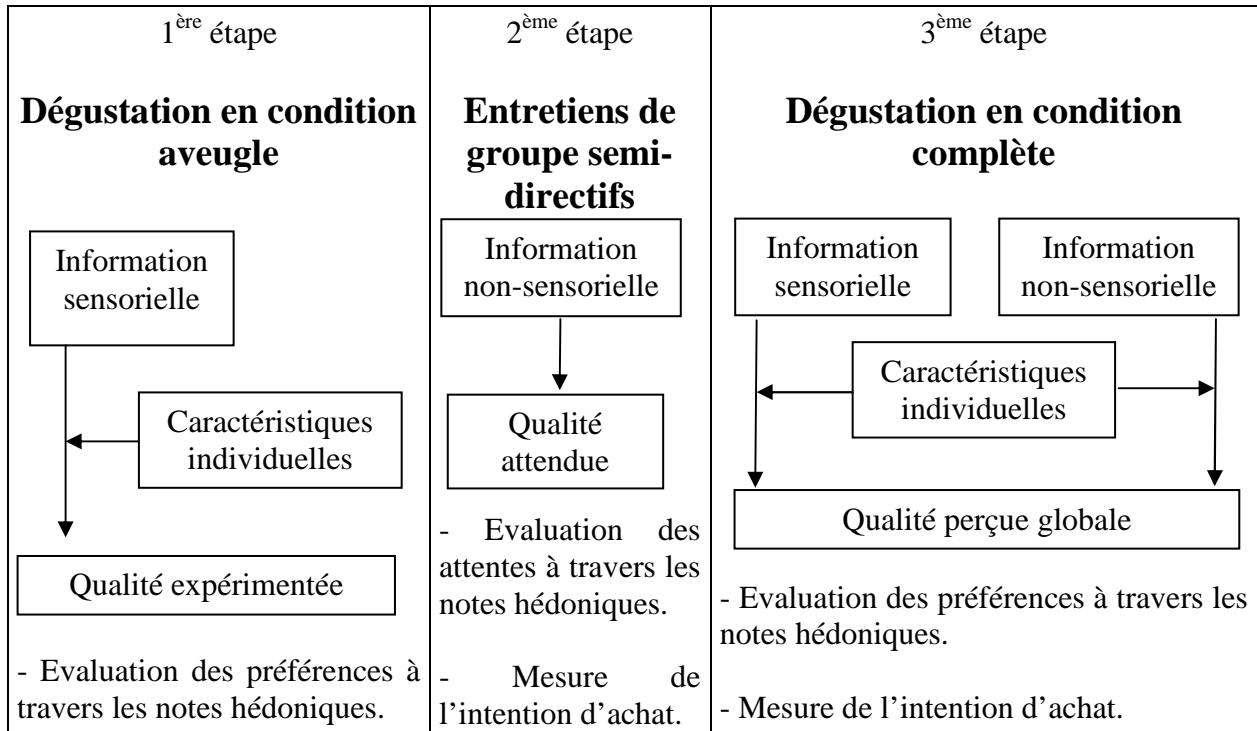 1ère étape
Dégustation en condition
aveugle
Information
sensorielle
Caractéristiques
individuelles
Qualité expérimentée
- Evaluation des préférences à
travers les notes hédoniques.
2ème étape
Entretiens de
groupe semi-
directifs
Information
non-sensorielle
Qualité
attendue
- Evaluation des
attentes à travers les
notes hédoniques.
- Mesure de
l’intention d’achat.
3ème étape
Dégustation en condition
complète
Information
sensorielle
Information
non-sensorielle
Caractéristiques
individuelles
Qualité perçue globale
- Evaluation des préférences à travers les
notes hédoniques.
- Mesure de l’intention d’achat.